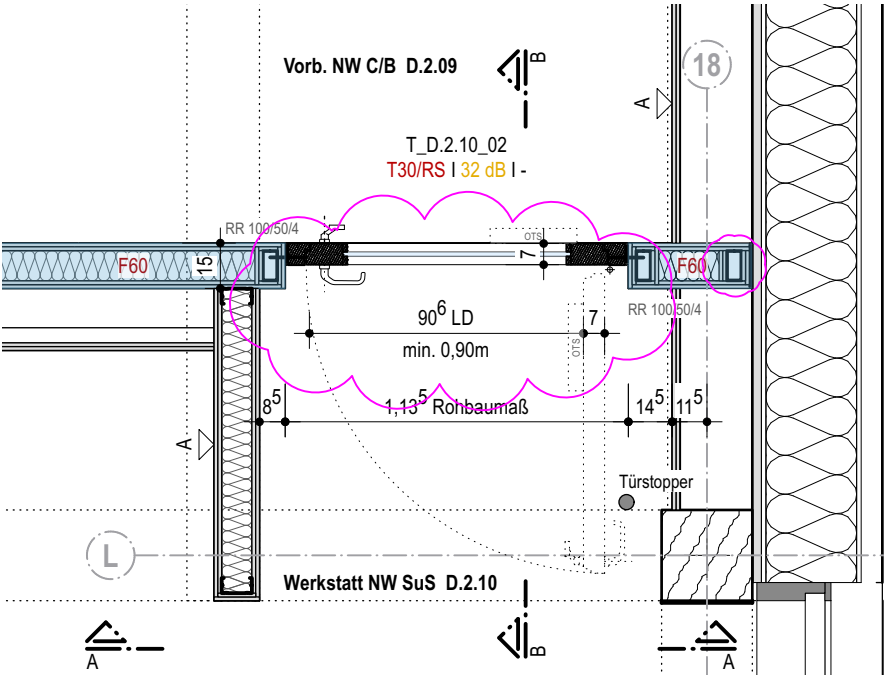 Vorb. NW C/B D.2.09
B
18
A
T_D.2.10_02
T30/RS I 32 dB I -
RR 100/50/4
OTS
F60
15
7
F60
RR 100/50/4
90⁶ LD
7
min. 0,90m
OTS
8⁵
1,13⁵ Rohbaumaß
14⁵
11⁵
A
Türstopper
L
Werkstatt NW SuS D.2.10
A
B
A